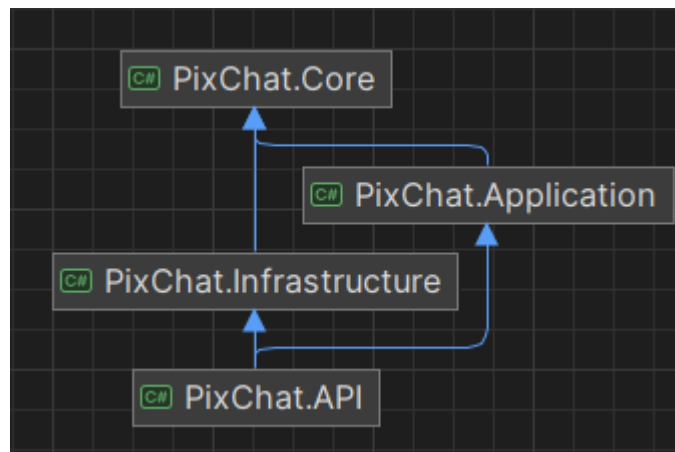 C# PixChat.Core
C# PixChat.Application
C# PixChat.Infrastructure
C# PixChat.API